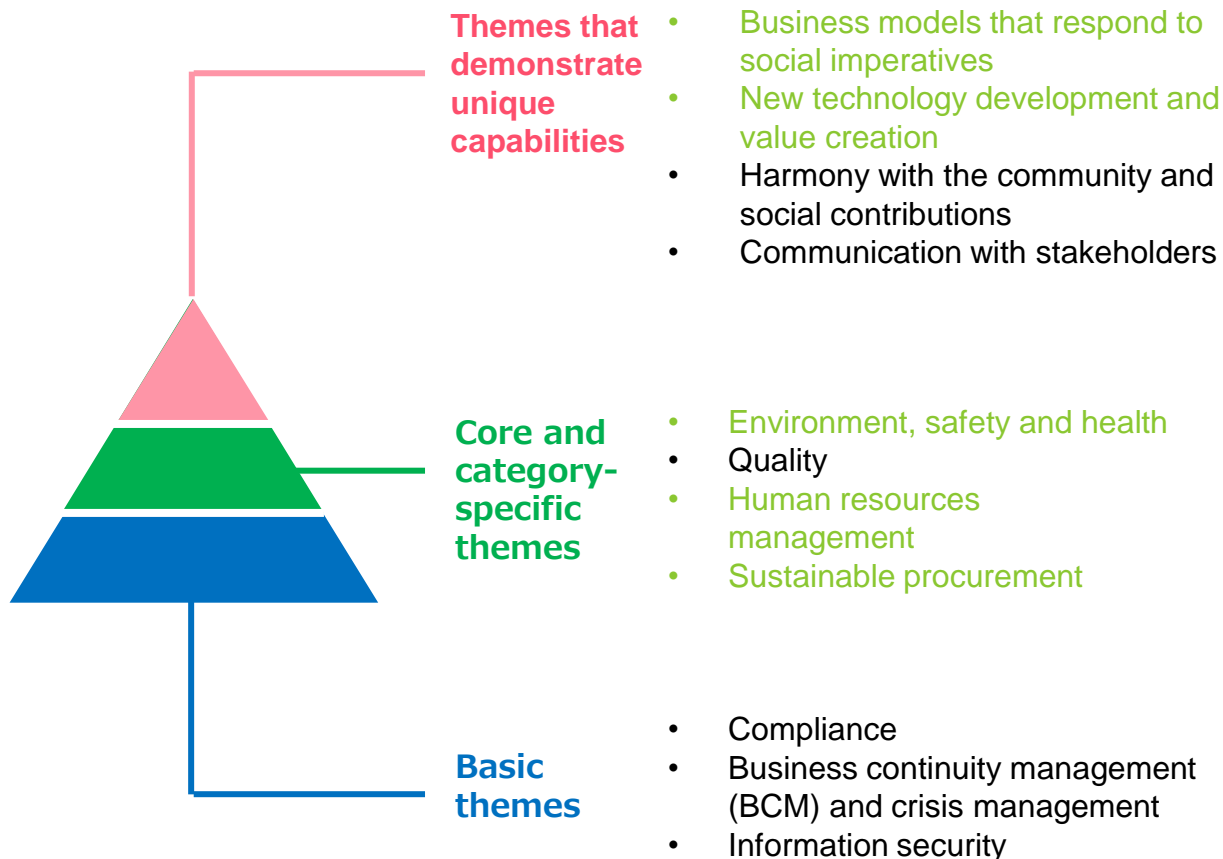 Themes that
demonstrate
unique
capabilities
• Business models that respond to
social imperatives
• New technology development and
value creation
• Harmony with the community and
social contributions
• Communication with stakeholders
Core and
category-
specific
themes
• Environment, safety and health
• Quality
• Human resources
management
• Sustainable procurement
Basic
themes
• Compliance
• Business continuity management
(BCM) and crisis management
• Information security